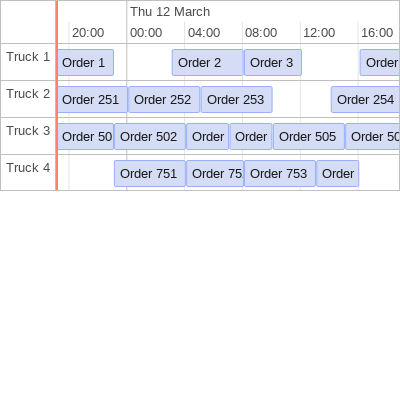 Thu 12 March
20:00 00:00 04:00 08:00 12:00 16:00
Truck 1 Order 1 Order 2 Order 3 Order
Truck 2 Order 251 Order 252 Order 253 Order 254
Truck 3 Order 50 Order 502 Order Order Order 505 Order 50
Truck 4 Order 751 Order 75 Order 753 Order